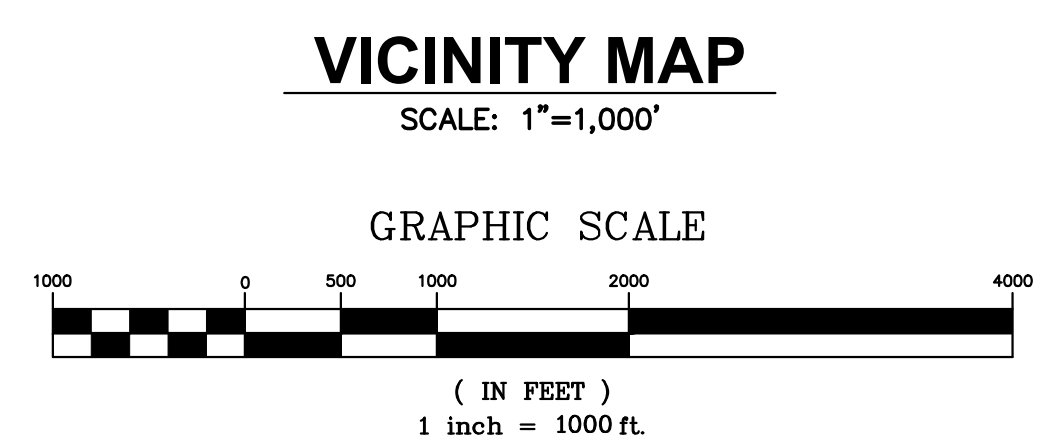 VICINITY MAP
SCALE: 1"=1,000'
GRAPHIC SCALE
1000 0 500 1000 2000 4000
( IN FEET )
1 inch = 1000 ft.